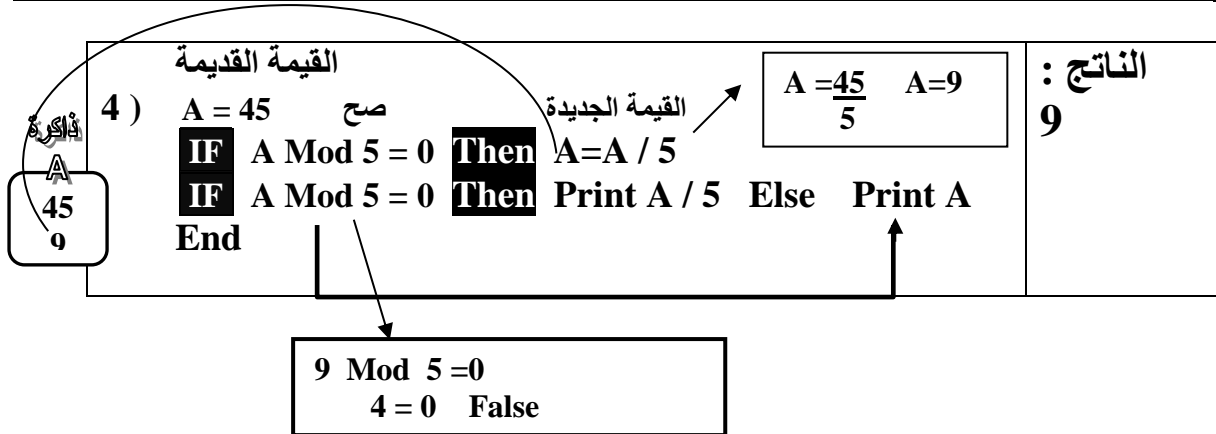 القيمة القديمة
4 ) A = 45 صح القيمة الجديدة
IF A Mod 5 = 0 Then A=A / 5
IF A Mod 5 = 0 Then Print A / 5 Else Print A
End
A =45 A=9
5
الناتج :
9
ذاكرة
A
45
9
9 Mod 5 =0
4 = 0 False